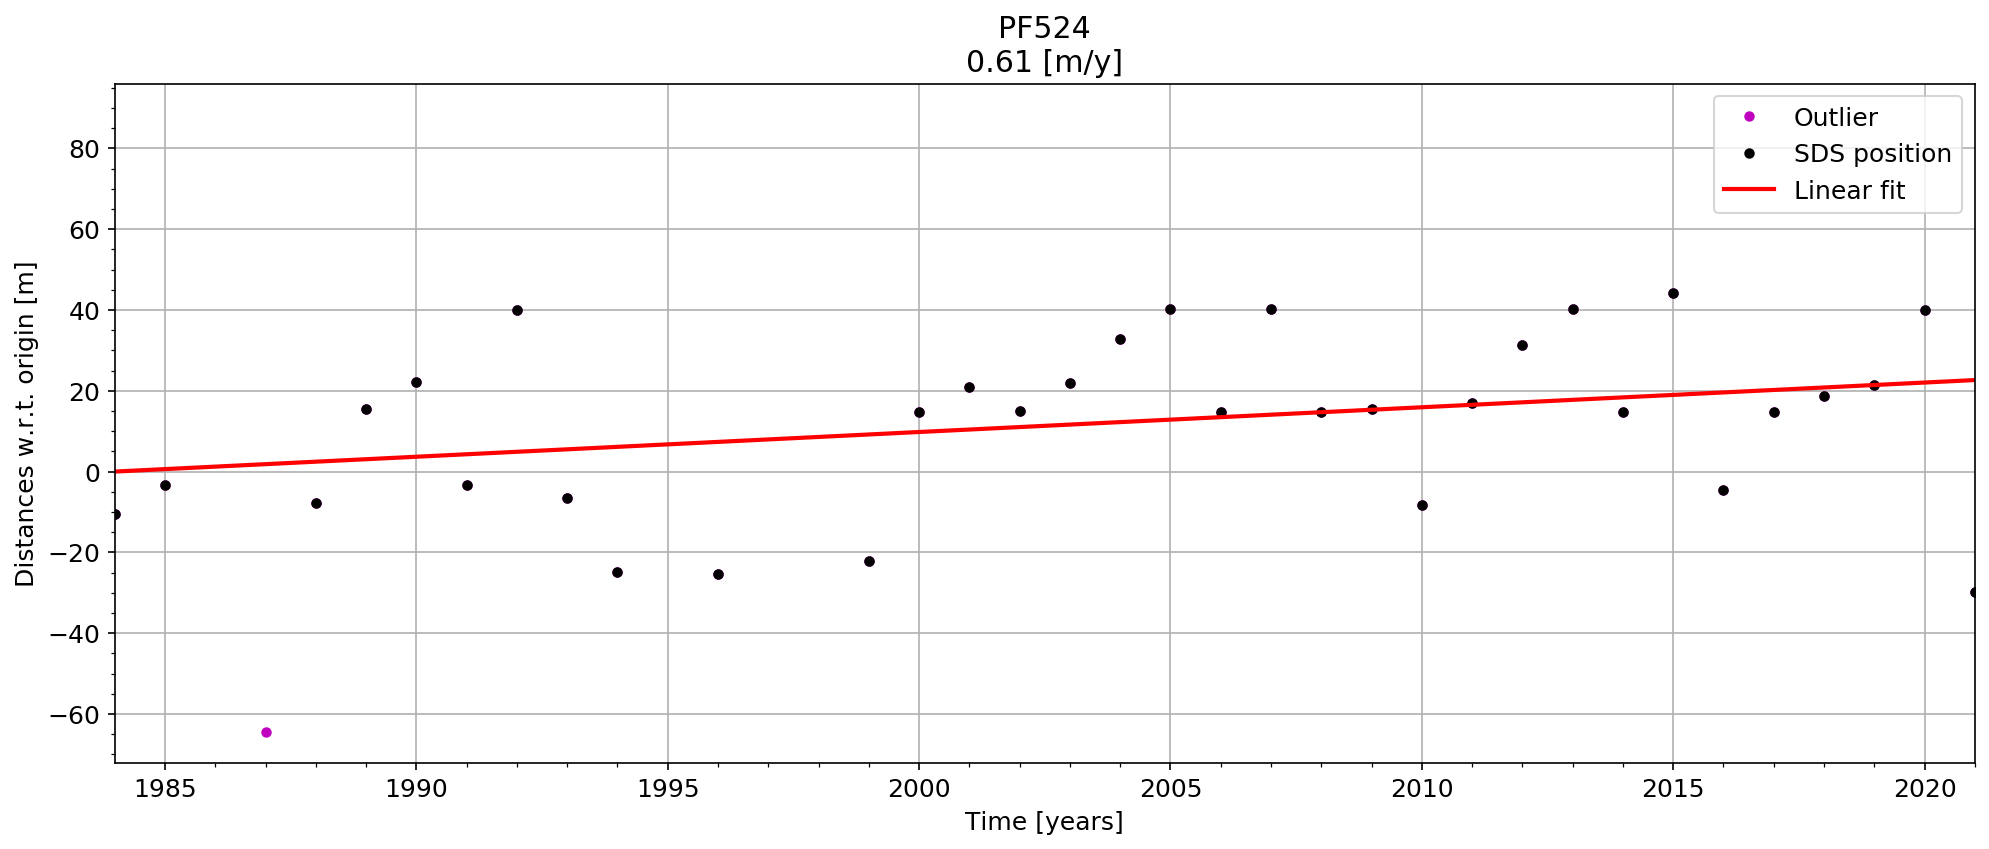 PF524
0.61 [m/y]
Outlier
SDS position
Linear fit
Distances w.r.t. origin [m]
80
60
40
20
0
−20
−40
−60
1985 1990 1995 2000 2005 2010 2015 2020
Time [years]